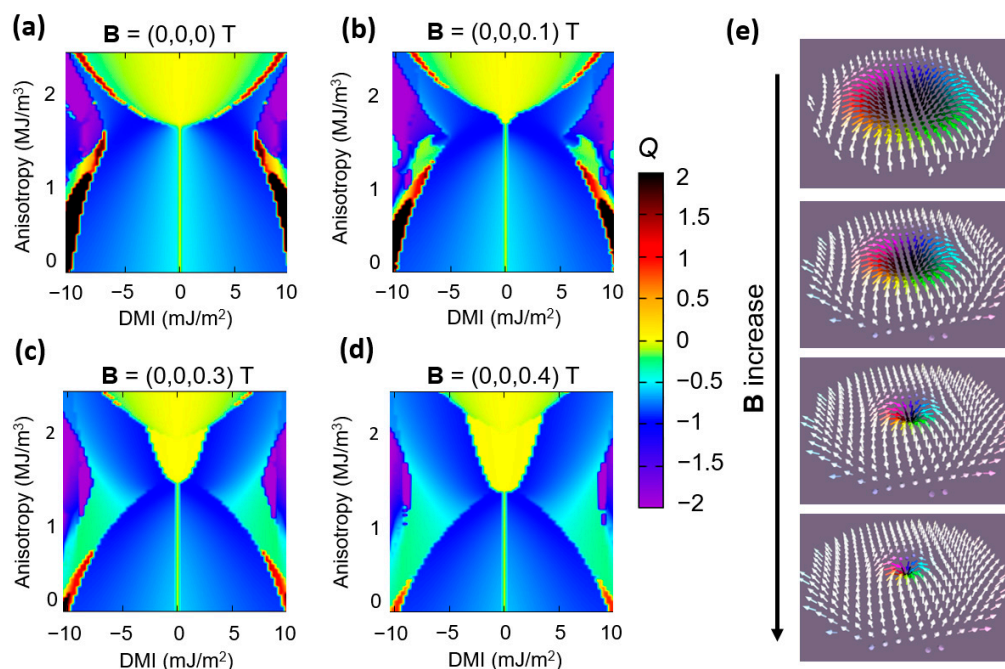 (a)
B = (0,0,0) T
Anisotropy (MJ/m³)
2
1
0
−10 −5 0 5 10
DMI (mJ/m²)
(b)
B = (0,0,0.1) T
Anisotropy (MJ/m³)
2
1
0
−10 −5 0 5 10
DMI (mJ/m²)
(c)
B = (0,0,0.3) T
Anisotropy (MJ/m³)
2
1
0
−10 −5 0 5 10
DMI (mJ/m²)
(d)
B = (0,0,0.4) T
Anisotropy (MJ/m³)
2
1
0
−10 −5 0 5 10
DMI (mJ/m²)
Q
2
1.5
1
0.5
0
−0.5
−1
−1.5
−2
(e)
B increase